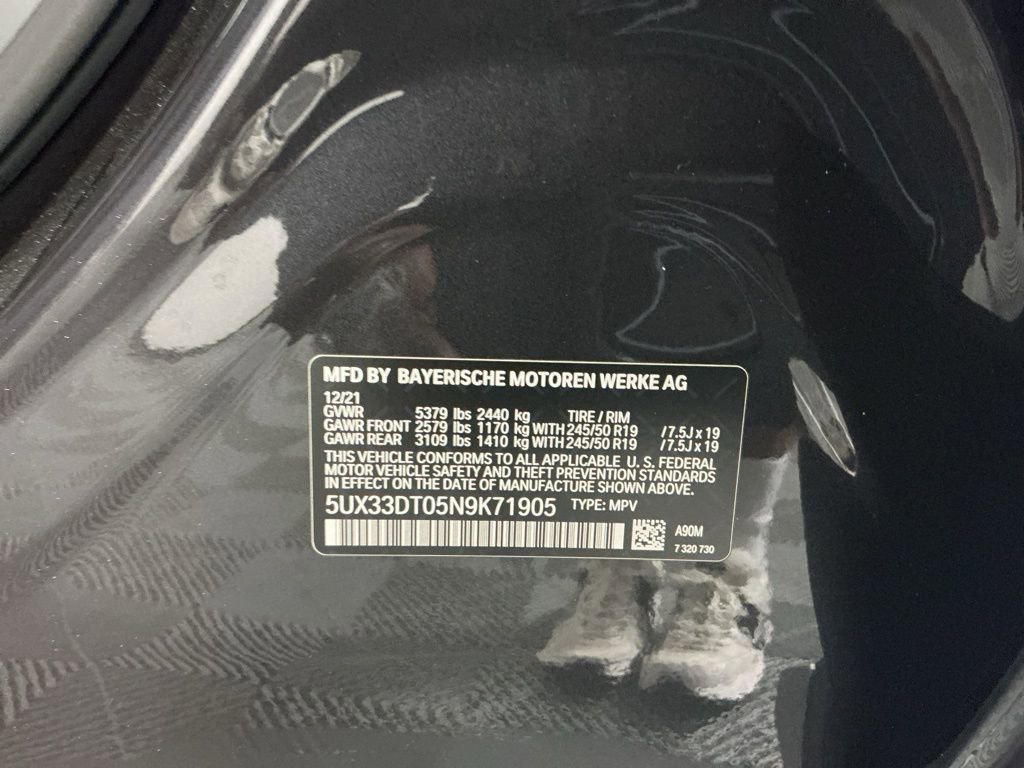 MFD BY BAYERISCHE MOTOREN WERKE AG
12/21
GVWR 5379 lbs 2440 kg TIRE / RIM
GAWR FRONT 2579 lbs 1170 kg WITH 245/50 R19 / 7.5J x 19
GAWR REAR 3109 lbs 1410 kg WITH 245/50 R19 / 7.5J x 19
THIS VEHICLE CONFORMS TO ALL APPLICABLE U. S. FEDERAL
MOTOR VEHICLE SAFETY AND THEFT PREVENTION STANDARDS
IN EFFECT ON THE DATE OF MANUFACTURE SHOWN ABOVE.
5UX33DT05N9K71905 TYPE: MPV
A90M
7 320 730